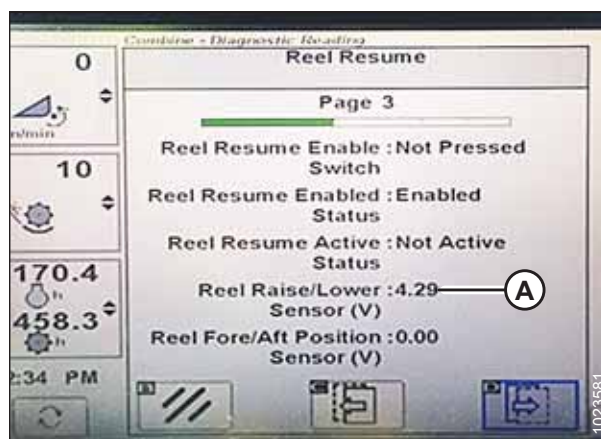 Combine - Diagnostic Reading
Reel Resume
Page 3
Reel Resume Enable :Not Pressed
Switch
Reel Resume Enabled :Enabled
Status
Reel Resume Active :Not Active
Status
Reel Raise/Lower :4.29
Sensor (V)
Reel Fore/Aft Position :0.00
Sensor (V)
0
10
170.4
h
458.3
h
:34 PM
A
1023581